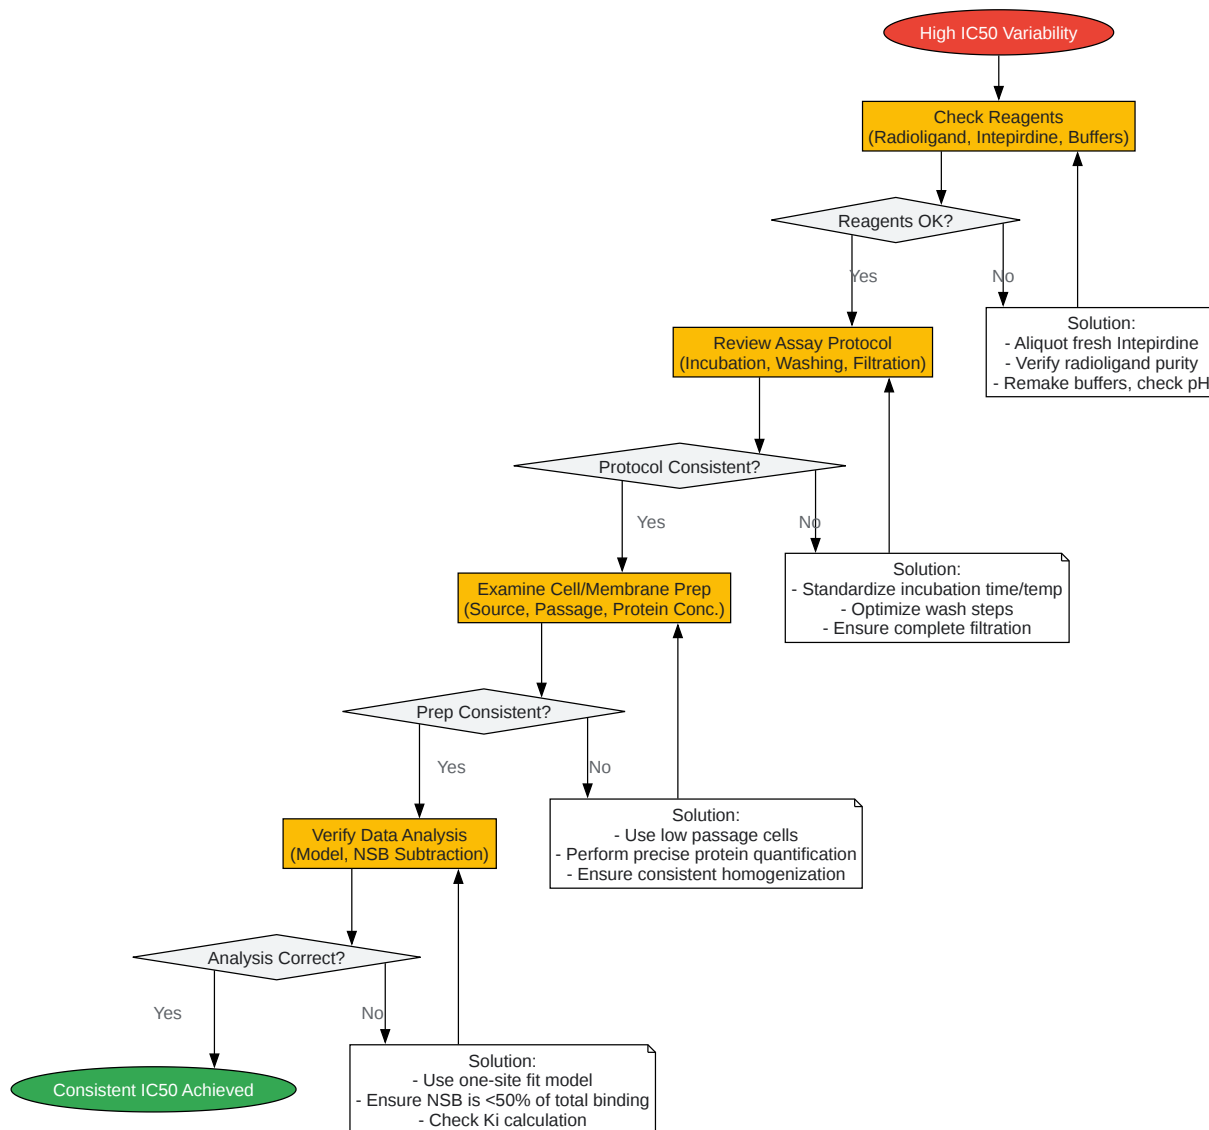 High IC50 Variability
Check Reagents
(Radioligand, Intepirdine, Buffers)
Reagents OK?
Yes
No
Solution:
- Aliquot fresh Intepirdine
- Verify radioligand purity
- Remake buffers, check pH
Review Assay Protocol
(Incubation, Washing, Filtration)
Protocol Consistent?
Yes
No
Solution:
- Standardize incubation time/temp
- Optimize wash steps
- Ensure complete filtration
Examine Cell/Membrane Prep
(Source, Passage, Protein Conc.)
Prep Consistent?
Yes
No
Solution:
- Use low passage cells
- Perform precise protein quantification
- Ensure consistent homogenization
Verify Data Analysis
(Model, NSB Subtraction)
Analysis Correct?
Yes
No
Solution:
- Use one-site fit model
- Ensure NSB is <50% of total binding
- Check Ki calculation
Consistent IC50 Achieved